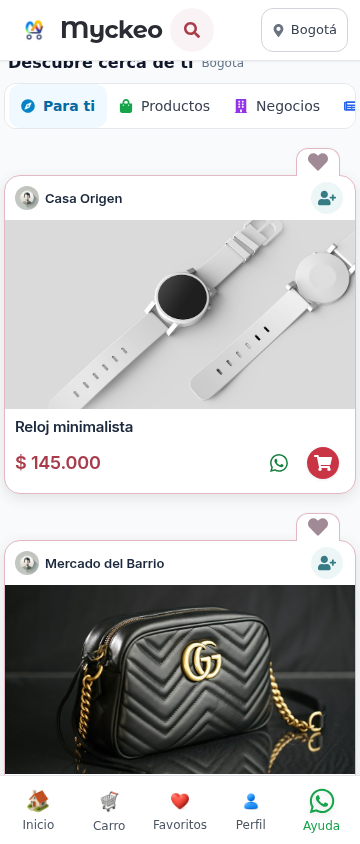 Myckeo
Bogotá
Descubre cerca de ti Bogotá
Para ti Productos Negocios
Casa Origen
Reloj minimalista
$ 145.000
Mercado del Barrio
GG
Inicio Carro Favoritos Perfil Ayuda